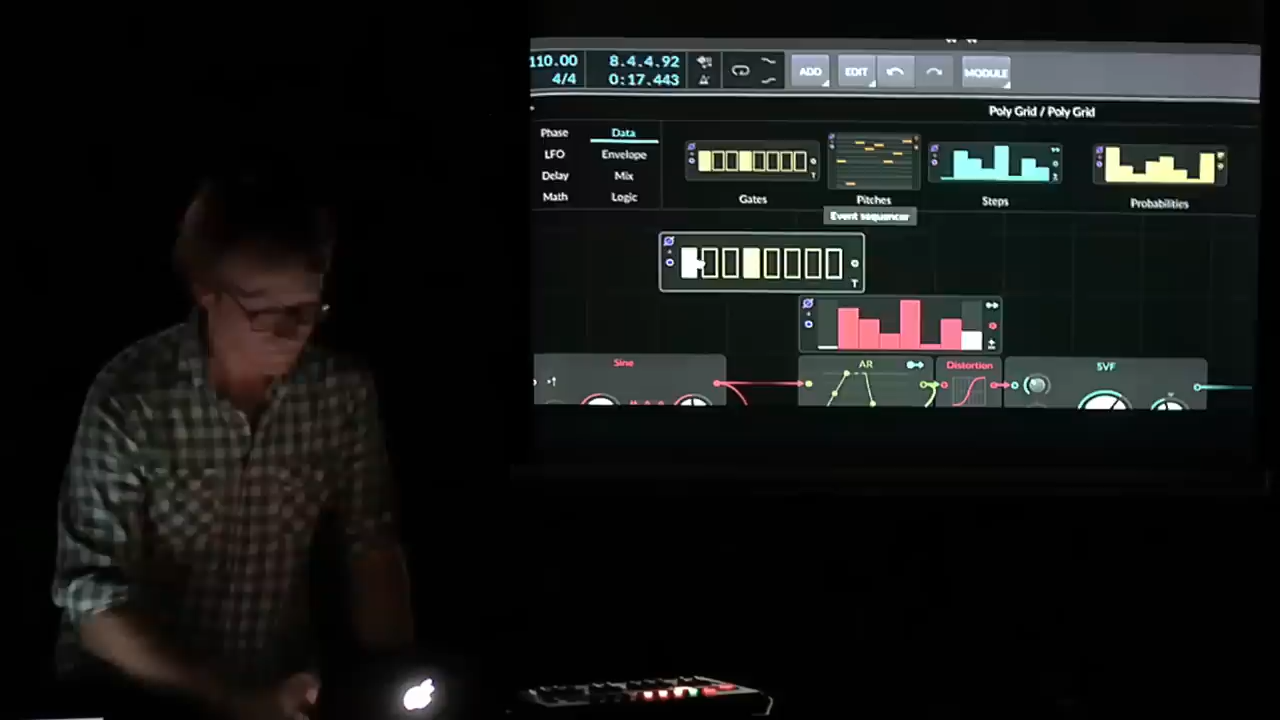 110.00
4/4
8.4.4.92
0:17.443
ADD
EDIT
MODULE
Poly Grid / Poly Grid
Phase
Data
LFO
Envelope
Delay
Mix
Math
Logic
Gates
Pitches
Steps
Probabilities
Event sequencer
T
T
Sine
AR
Distortion
SVF